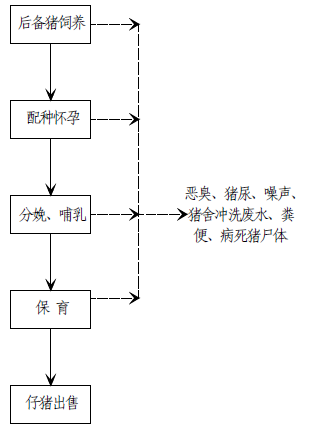 后备猪饲养
配种怀孕
分娩、哺乳
恶臭、猪尿、噪声、
猪舍冲洗废水、粪
便、病死猪尸体
保 育
仔猪出售